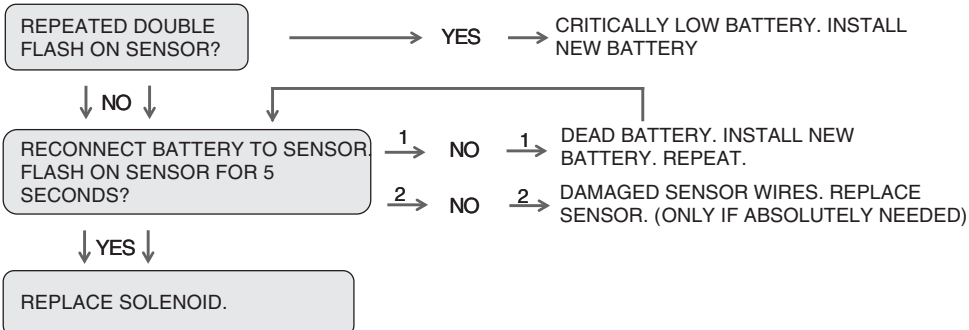 REPEATED DOUBLE
FLASH ON SENSOR?
YES
CRITICALLY LOW BATTERY. INSTALL
NEW BATTERY
NO
RECONNECT BATTERY TO SENSOR.
FLASH ON SENSOR FOR 5
SECONDS?
1
NO
1
DEAD BATTERY. INSTALL NEW
BATTERY. REPEAT.
2
NO
2
DAMAGED SENSOR WIRES. REPLACE
SENSOR. (ONLY IF ABSOLUTELY NEEDED)
YES
REPLACE SOLENOID.